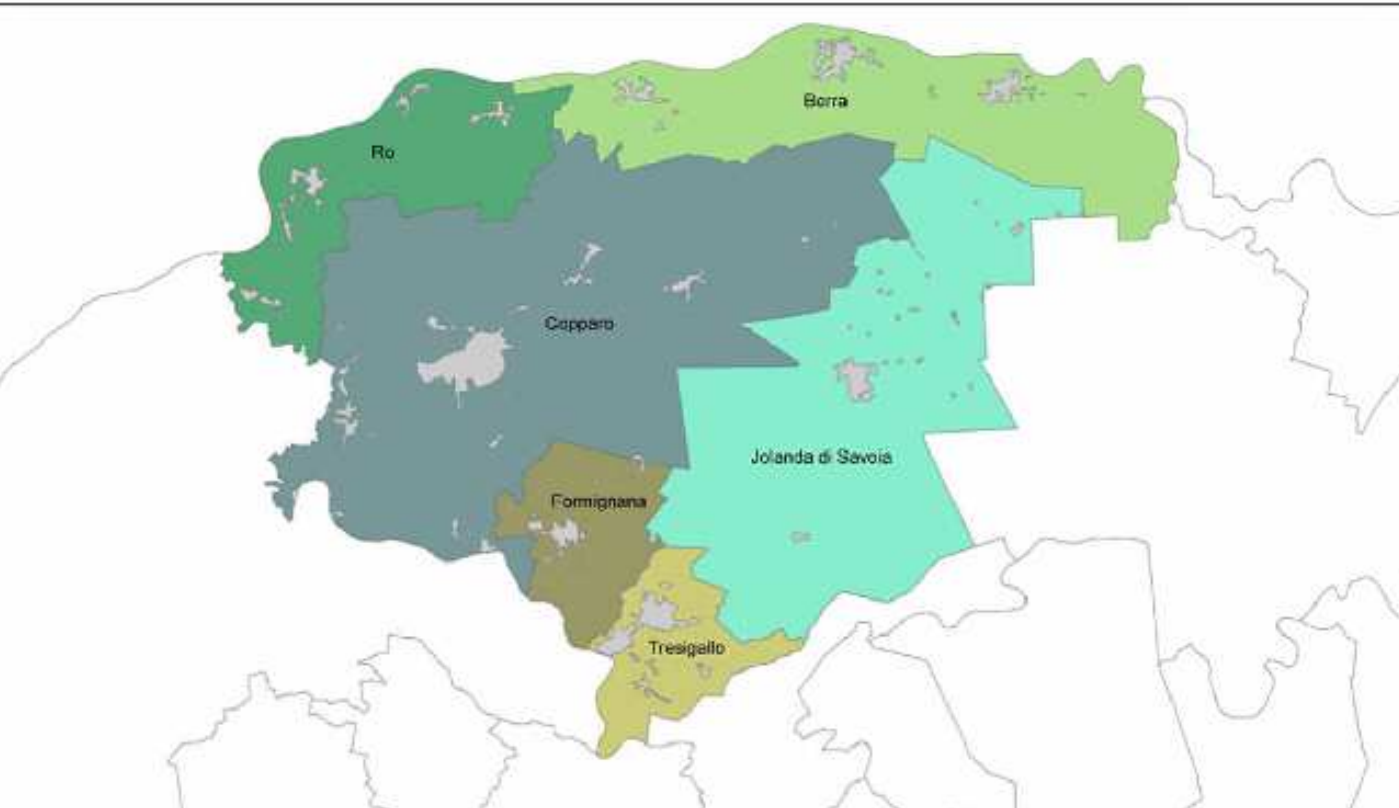 Berra
Ro
Copparo
Jolanda di Savoia
Formignana
Tresigallo